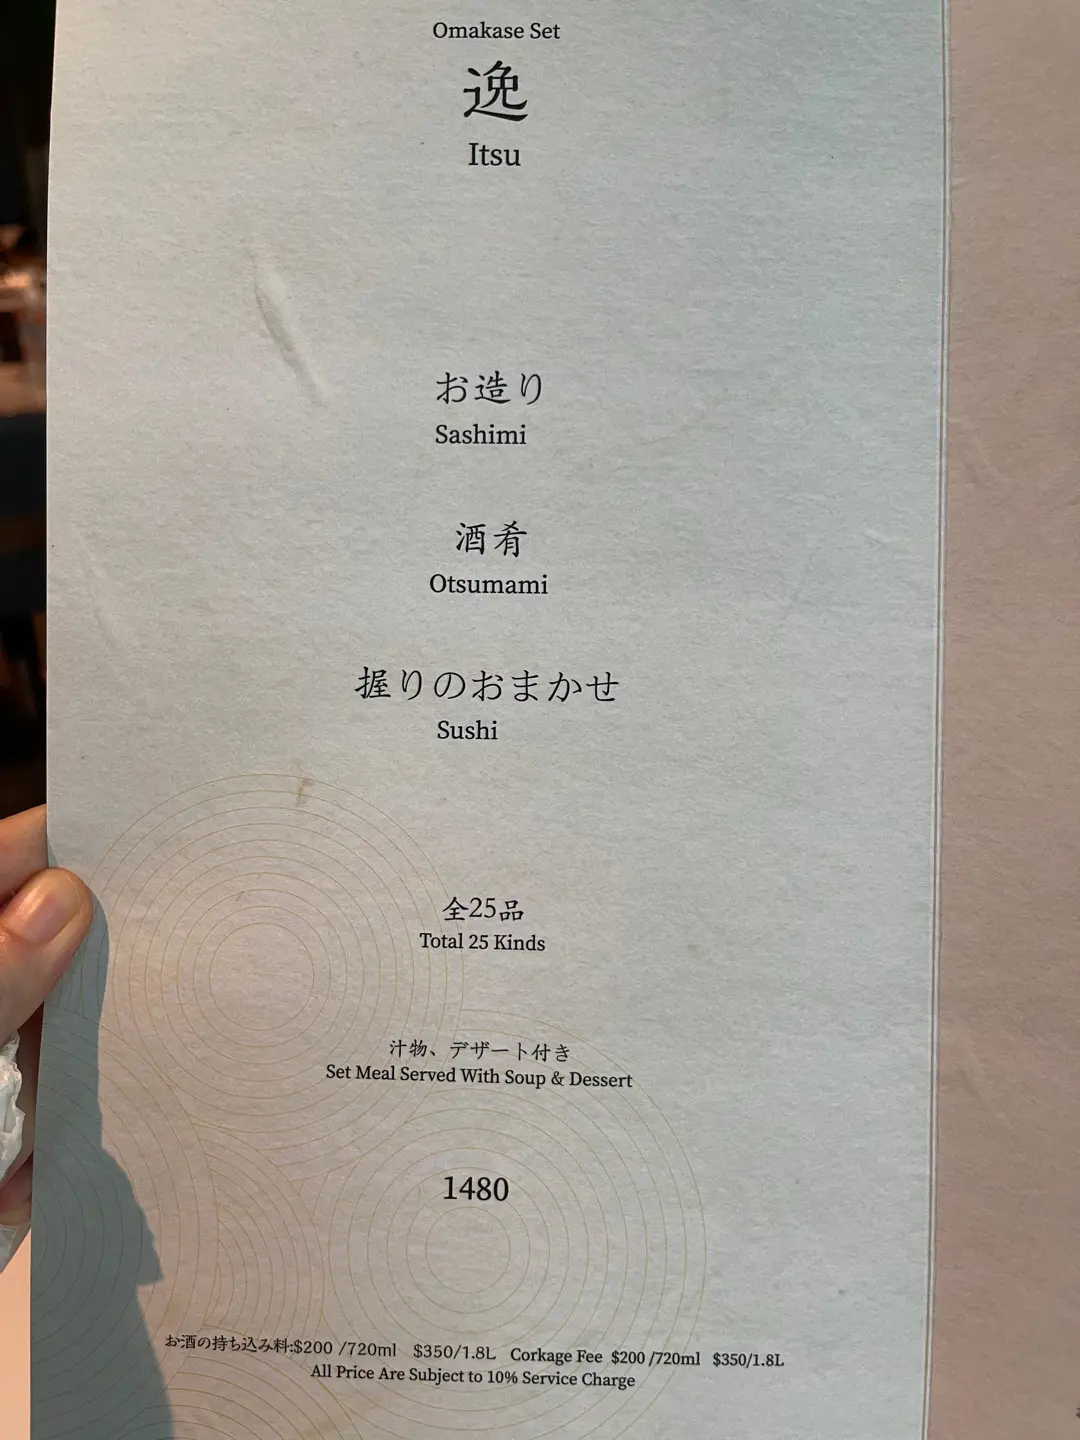 Omakase Set
逸
Itsu
お造り
Sashimi
酒肴
Otsumami
握りのおまかせ
Sushi
全25品
Total 25 Kinds
汁物、デザート付き
Set Meal Served With Soup & Dessert
1480
お酒の持ち込み料:$200 /720ml $350/1.8L Corkage Fee $200 /720ml $350/1.8L
All Price Are Subject to 10% Service Charge